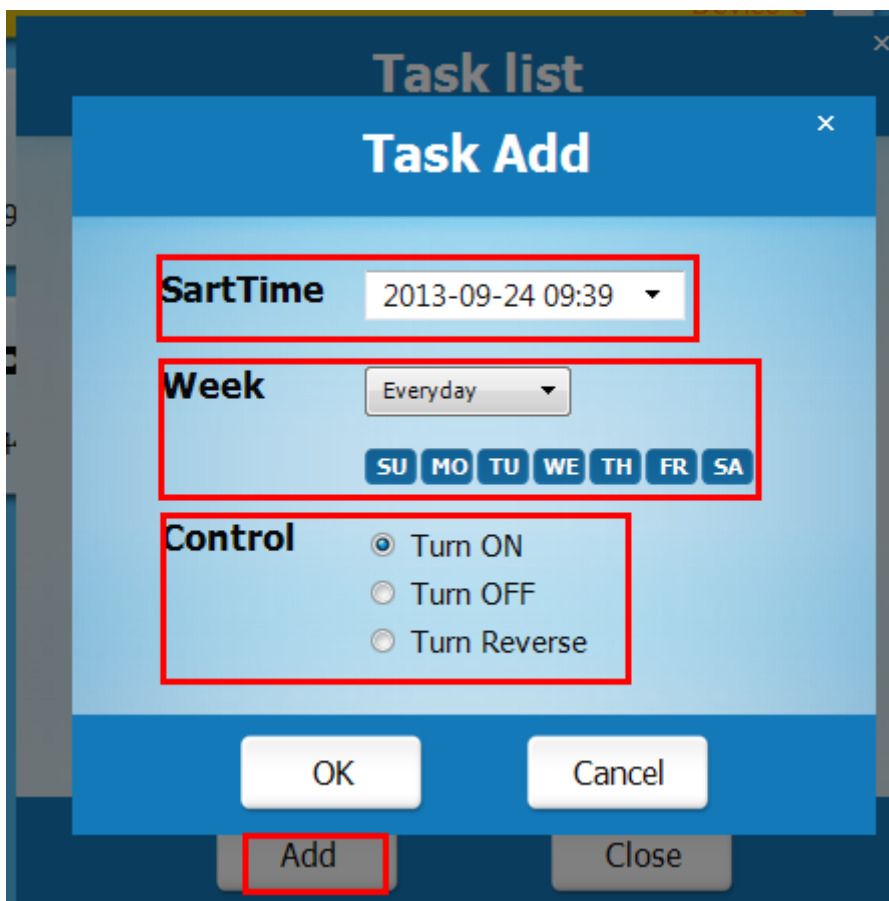 Task list
Task Add
SartTime 2013-09-24 09:39
Week Everyday
SU MO TU WE TH FR SA
Control Turn ON
Turn OFF
Turn Reverse
OK Cancel
Add Close